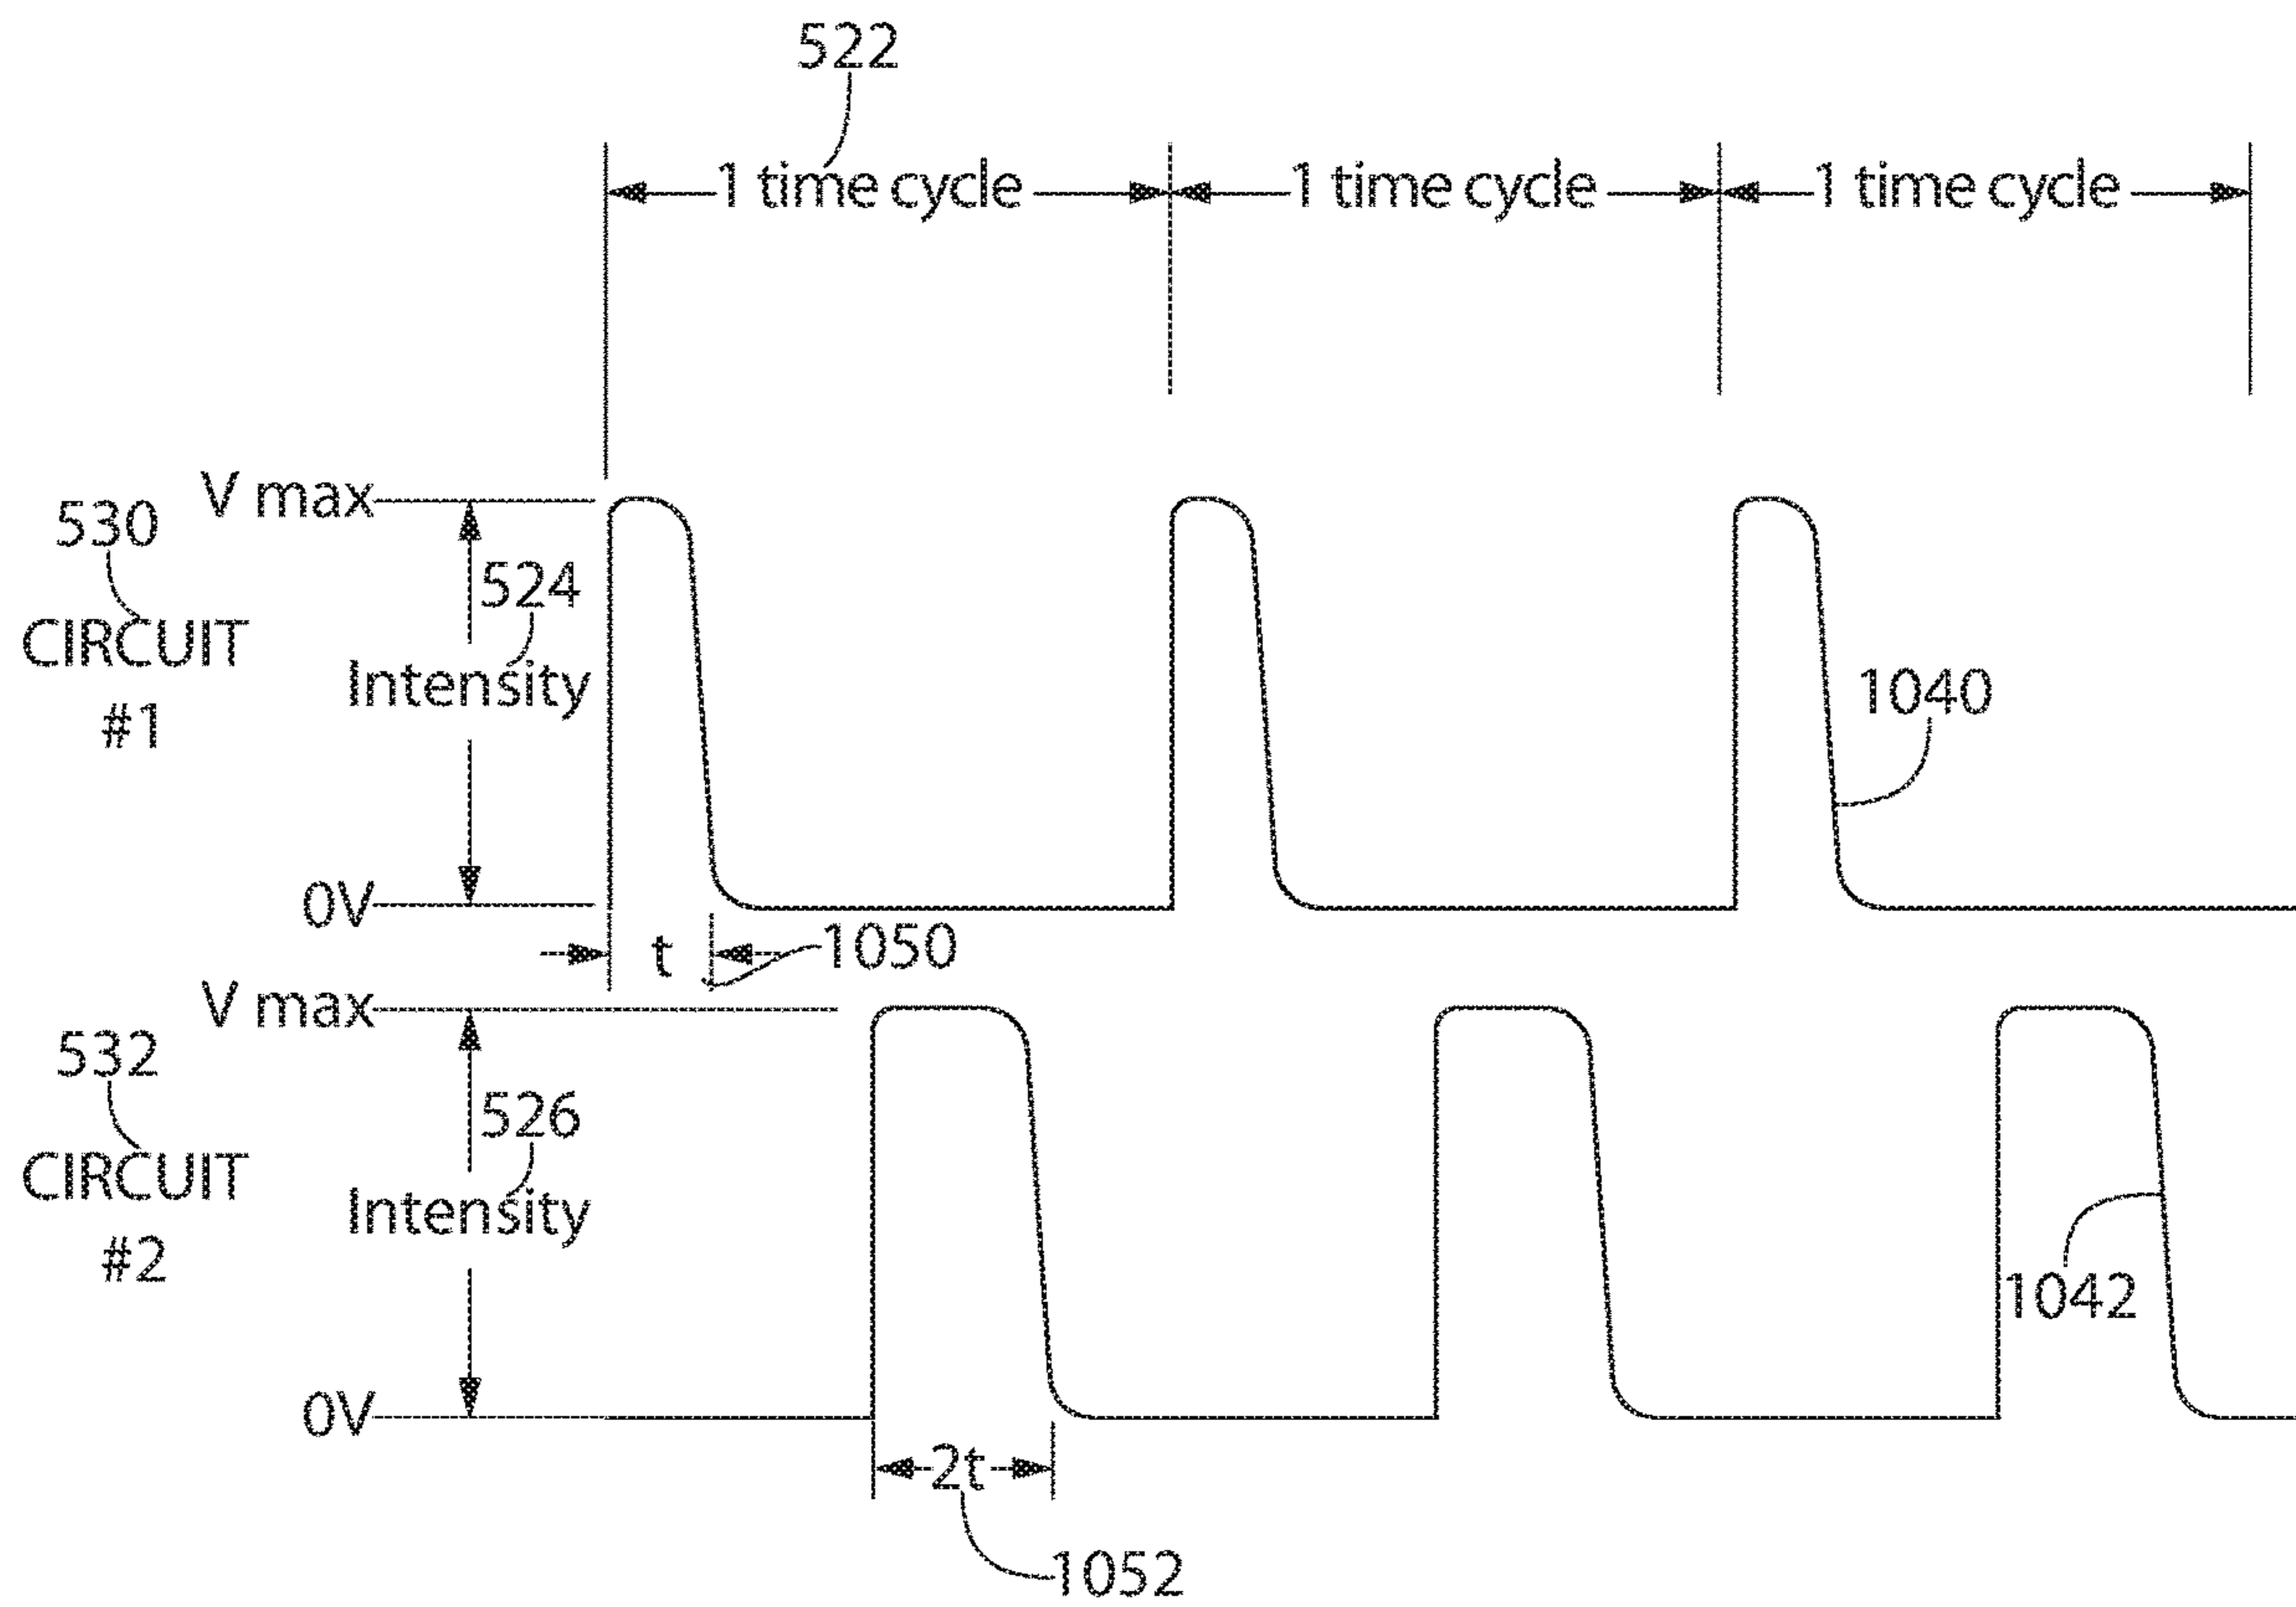 522
1 time cycle 1 time cycle 1 time cycle
V max
530
524
CIRCUIT
#1
Intensity
1040
0V
t
1050
V max
532
526
CIRCUIT
#2
Intensity
1042
0V
2t
1052